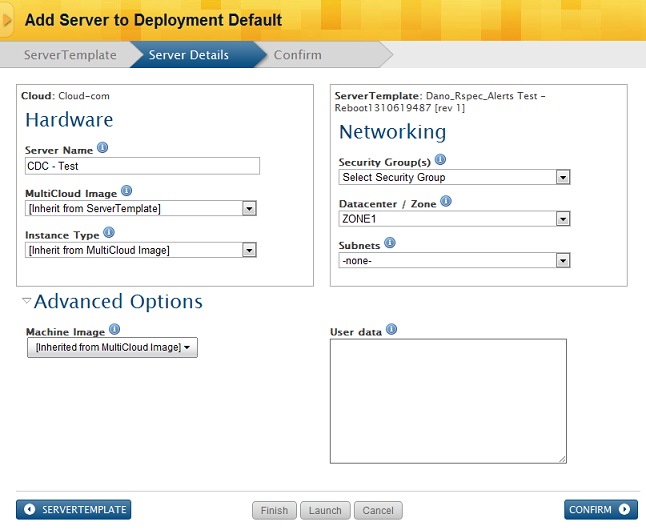 Add Server to Deployment Default
ServerTemplate
Server Details
Confirm
Cloud: Cloud-com
Hardware
Server Name
CDC - Test
MultiCloud Image
[Inherit from ServerTemplate]
Instance Type
[Inherit from MultiCloud Image]
ServerTemplate: Dano_Rspec_Alerts Test -
Reboot1310619487 [rev 1]
Networking
Security Group(s)
Select Security Group
Datacenter / Zone
ZONE1
Subnets
-none-
Advanced Options
Machine Image
[Inherited from MultiCloud Image]
User data
SERVERTEMPLATE
Finish
Launch
Cancel
CONFIRM